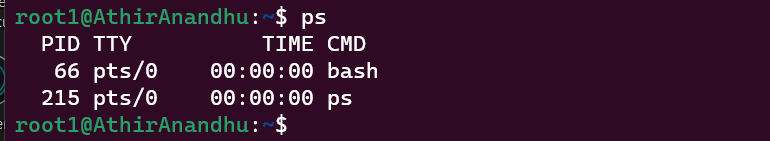 root1@AthirAnandhu:~$ ps
  PID TTY          TIME CMD
   66 pts/0    00:00:00 bash
  215 pts/0    00:00:00 ps
root1@AthirAnandhu:~$